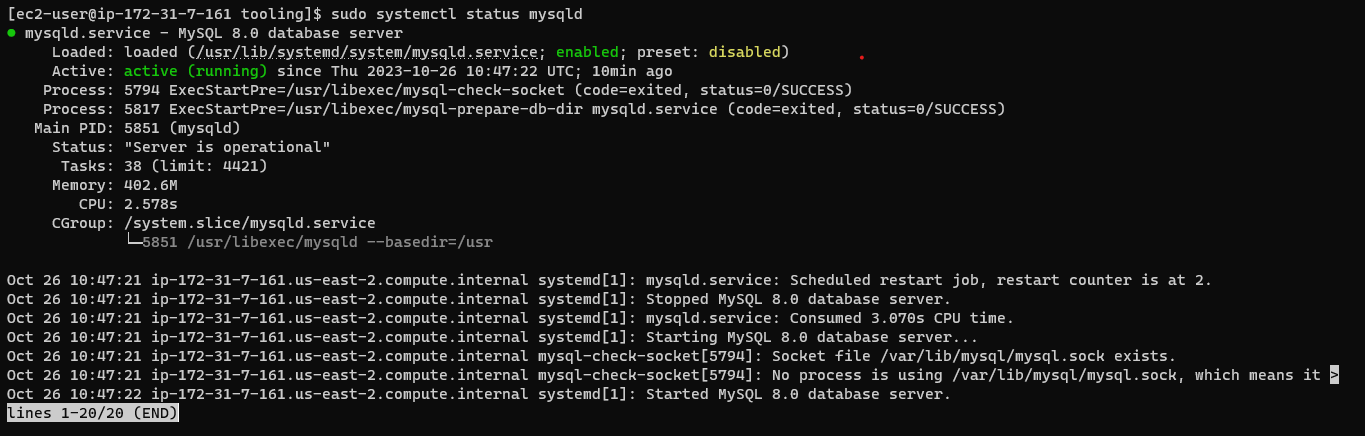 [ec2-user@ip-172-31-7-161 tooling]$ sudo systemctl status mysqld
● mysqld.service - MySQL 8.0 database server
     Loaded: loaded (/usr/lib/systemd/system/mysqld.service; enabled; preset: disabled)
     Active: active (running) since Thu 2023-10-26 10:47:22 UTC; 10min ago
    Process: 5794 ExecStartPre=/usr/libexec/mysql-check-socket (code=exited, status=0/SUCCESS)
    Process: 5817 ExecStartPre=/usr/libexec/mysql-prepare-db-dir mysqld.service (code=exited, status=0/SUCCESS)
   Main PID: 5851 (mysqld)
     Status: "Server is operational"
      Tasks: 38 (limit: 4421)
     Memory: 402.6M
        CPU: 2.578s
     CGroup: /system.slice/mysqld.service
             └─5851 /usr/libexec/mysqld --basedir=/usr
Oct 26 10:47:21 ip-172-31-7-161.us-east-2.compute.internal systemd[1]: mysqld.service: Scheduled restart job, restart counter is at 2.
Oct 26 10:47:21 ip-172-31-7-161.us-east-2.compute.internal systemd[1]: Stopped MySQL 8.0 database server.
Oct 26 10:47:21 ip-172-31-7-161.us-east-2.compute.internal systemd[1]: mysqld.service: Consumed 3.070s CPU time.
Oct 26 10:47:21 ip-172-31-7-161.us-east-2.compute.internal systemd[1]: Starting MySQL 8.0 database server...
Oct 26 10:47:21 ip-172-31-7-161.us-east-2.compute.internal mysql-check-socket[5794]: Socket file /var/lib/mysql/mysql.sock exists.
Oct 26 10:47:21 ip-172-31-7-161.us-east-2.compute.internal mysql-check-socket[5794]: No process is using /var/lib/mysql/mysql.sock, which means it >
Oct 26 10:47:22 ip-172-31-7-161.us-east-2.compute.internal systemd[1]: Started MySQL 8.0 database server.
lines 1-20/20 (END)